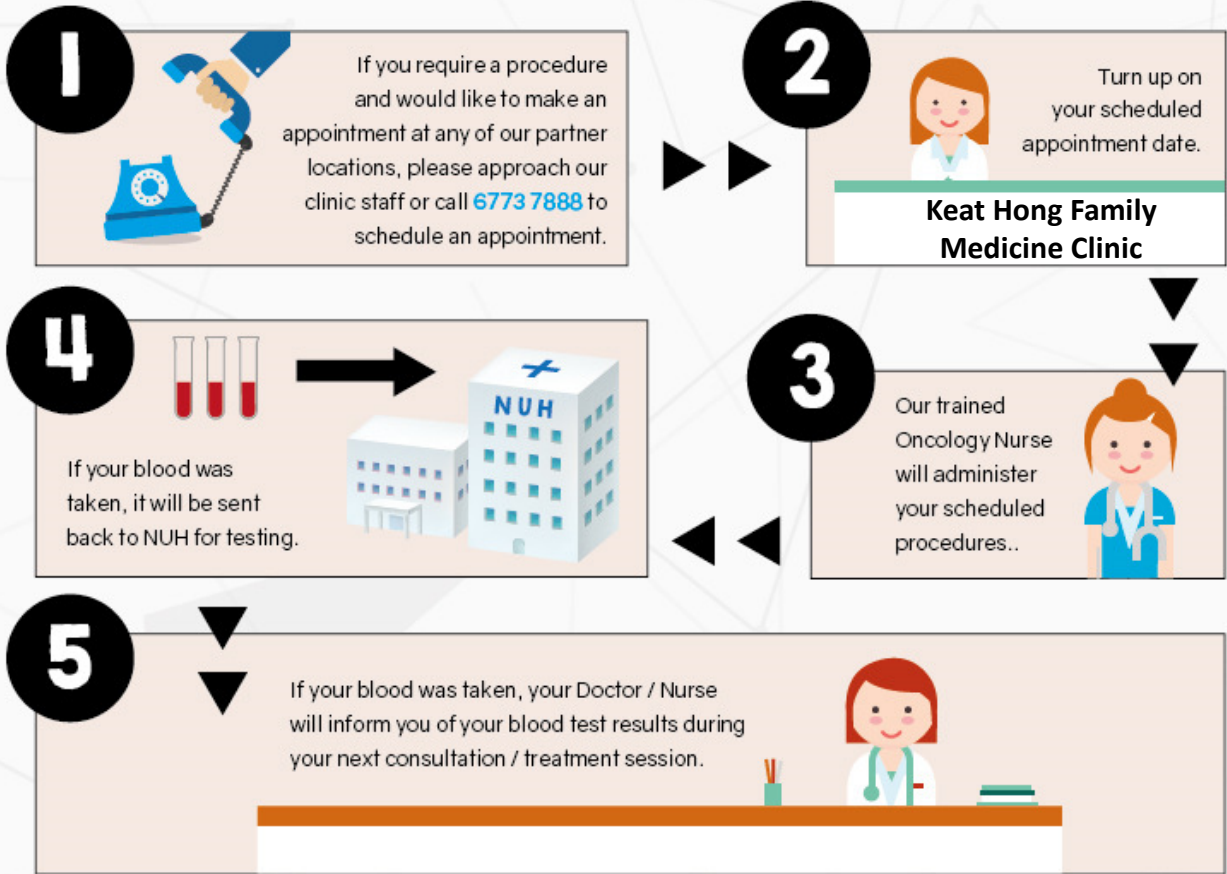 1
If you require a procedure
and would like to make an
appointment at any of our partner
locations, please approach our
clinic staff or call 6773 7888 to
schedule an appointment.
2
Turn up on
your scheduled
appointment date.
Keat Hong Family
Medicine Clinic
3
Our trained
Oncology Nurse
will administer
your scheduled
procedures..
4
NUH
If your blood was
taken, it will be sent
back to NUH for testing.
5
If your blood was taken, your Doctor / Nurse
will inform you of your blood test results during
your next consultation / treatment session.